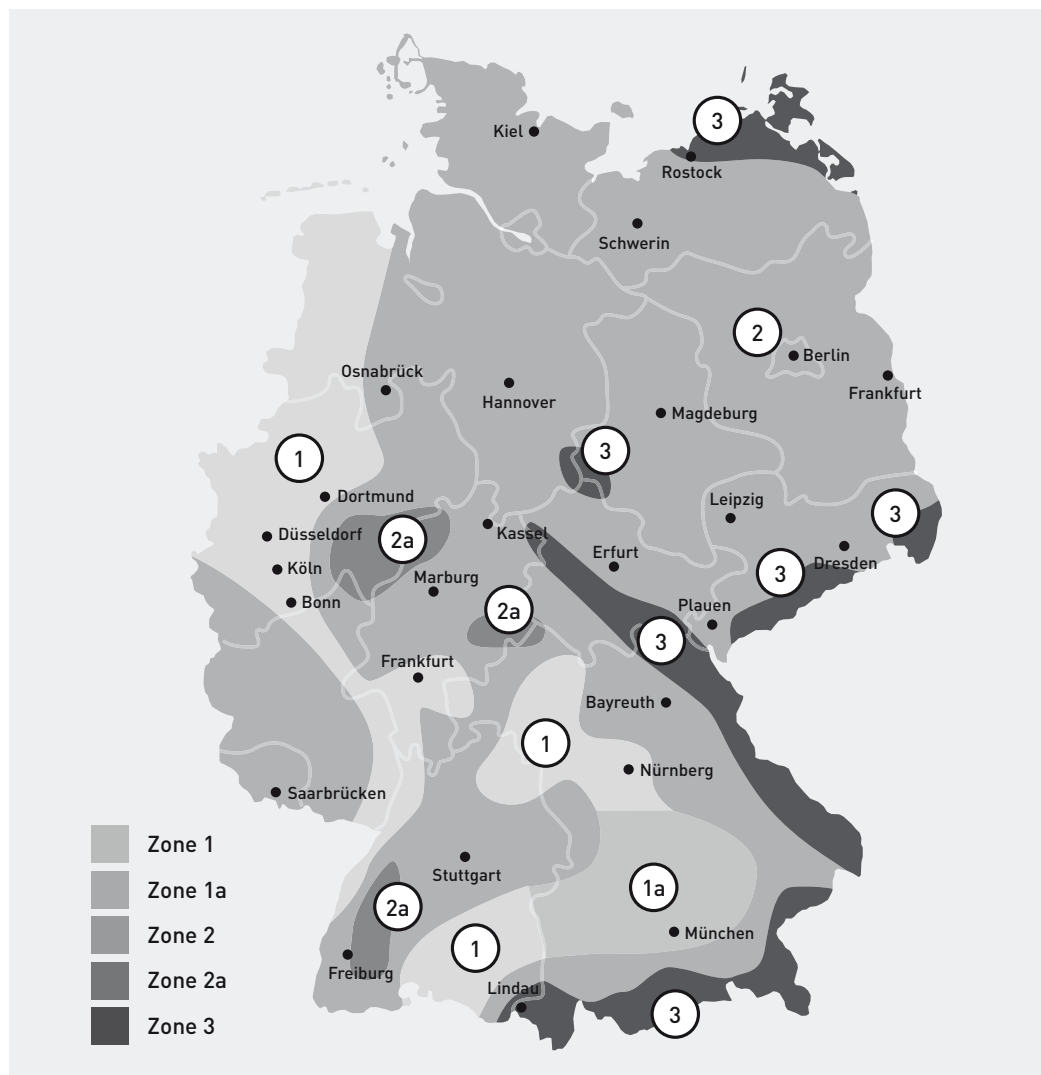 3
Kiel
Rostock
Schwerin
2
Berlin
Osnabrück
Frankfurt
Hannover
Magdeburg
1
3
Dortmund
Leipzig
3
Düsseldorf
2a
Kassel
Erfurt
Dresden
Köln
3
Marburg
Bonn
2a
Plauen
3
Frankfurt
Bayreuth
1
Nürnberg
Saarbrücken
Zone 1
Stuttgart
Zone 1a
1a
2a
Zone 2
München
1
Freiburg
Zone 2a
Lindau
3
Zone 3